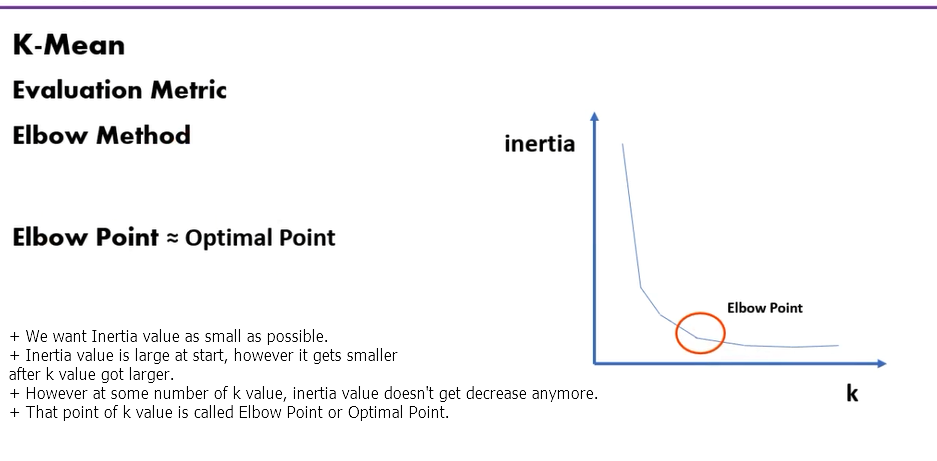 K-Mean
Evaluation Metric
Elbow Method
inertia
Elbow Point ≈ Optimal Point
Elbow Point
+ We want Inertia value as small as possible.
+ Inertia value is large at start, however it gets smaller
after k value got larger.
+ However at some number of k value, inertia value doesn't get decrease anymore.
+ That point of k value is called Elbow Point or Optimal Point.
k